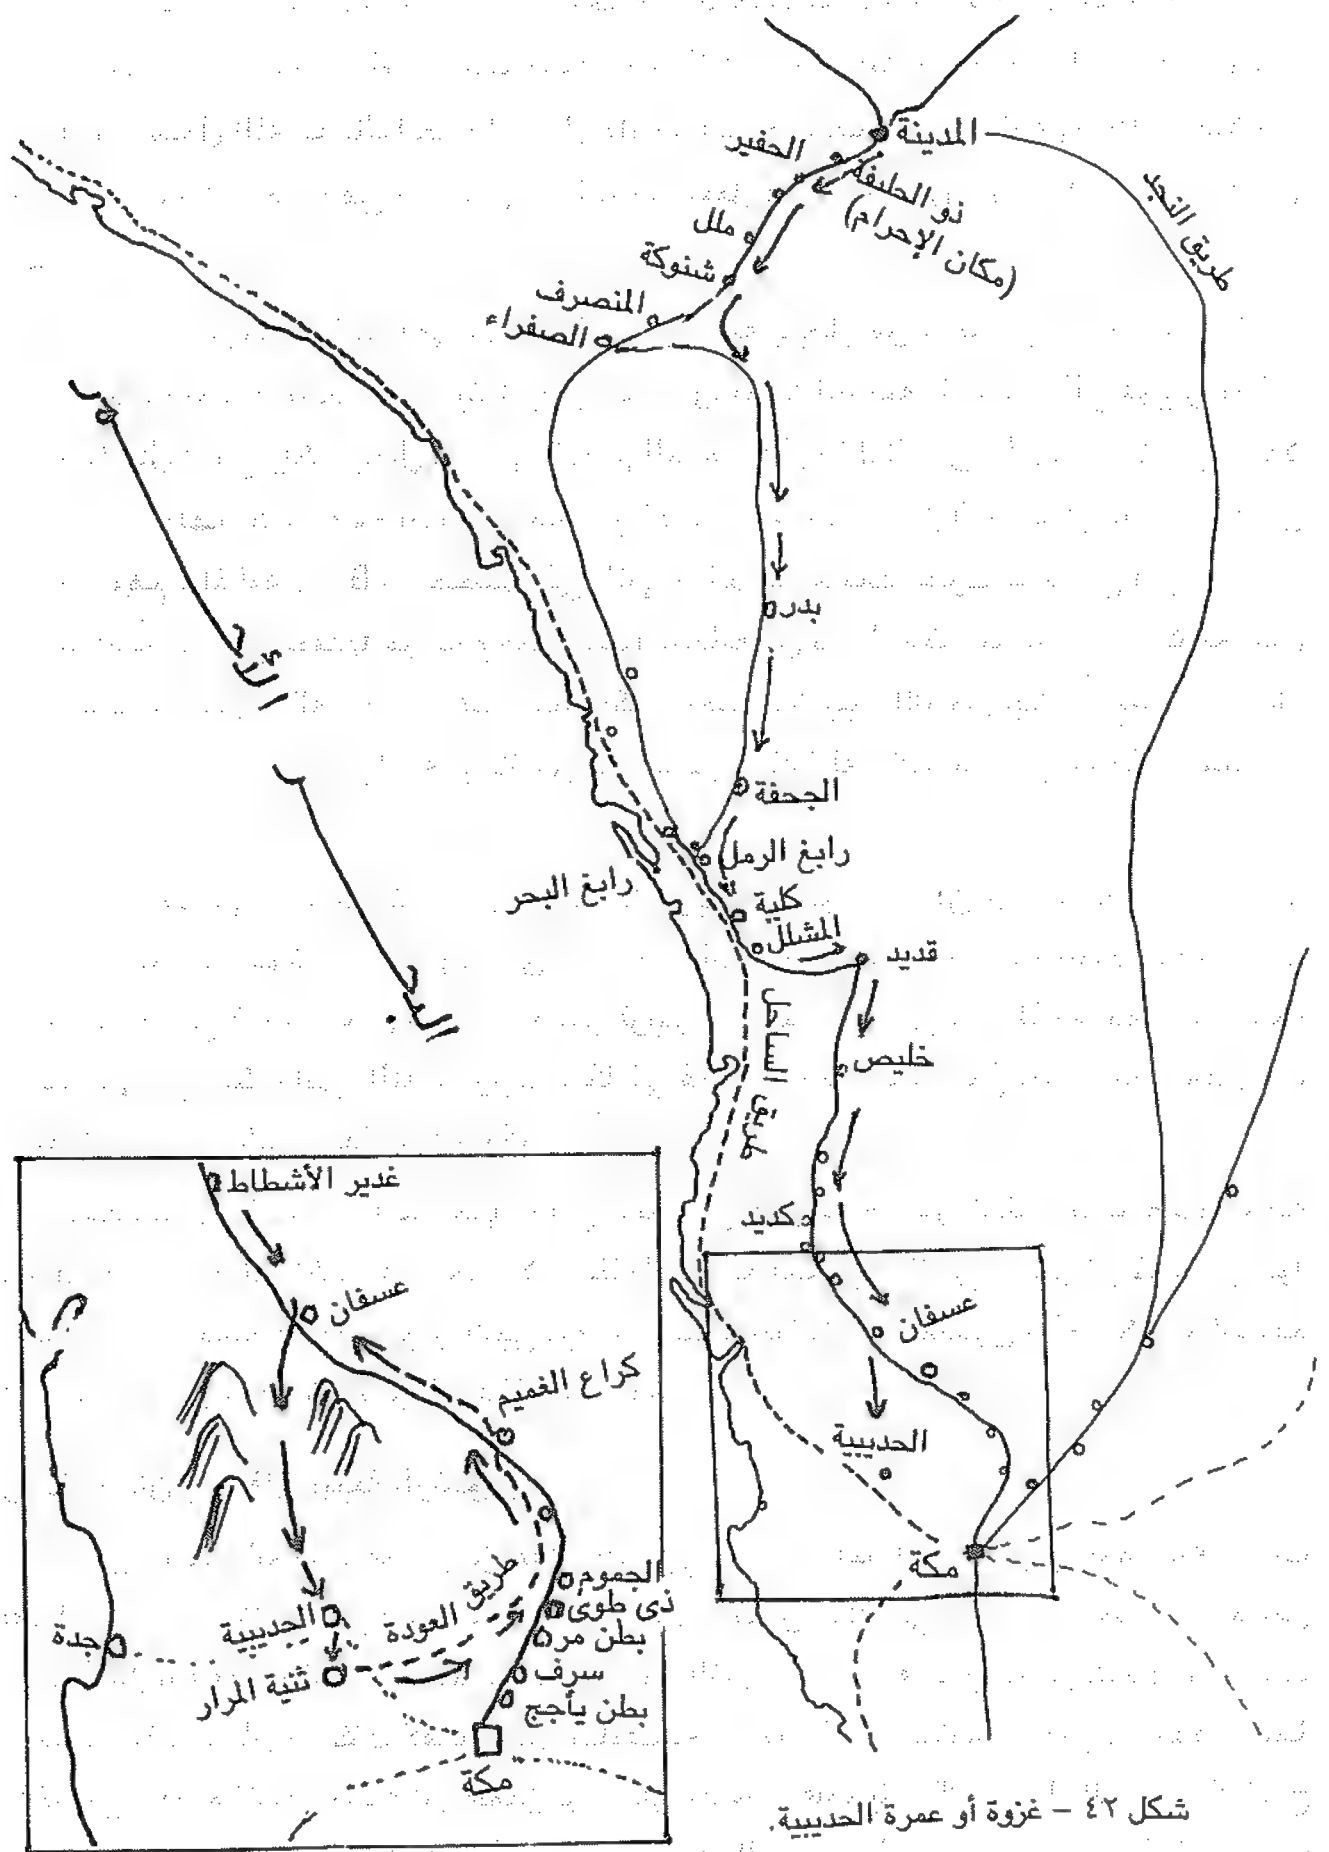 المدينة
الحفير
ذو الحليفة
(مكان الإحرام)
طريق النجد
ملل
شنوكة
المنصرف
الصفراء
بدر
الجحفة
رابغ الرمل
رابغ البحر
كلية
المشلل
قديد
خليص
طريق الساحل
كديد
عسفان
الحديبية
مكة
البحر
الأحمر
غدير الأشطاط
عسفان
كراع الغميم
طريق العودة
الجموم
ذى طوى
بطن مر
سرف
بطن يأجج
الحديبية
ثنية المرار
جدة
مكة
شكل ٤٢ – غزوة أو عمرة الحديبية.